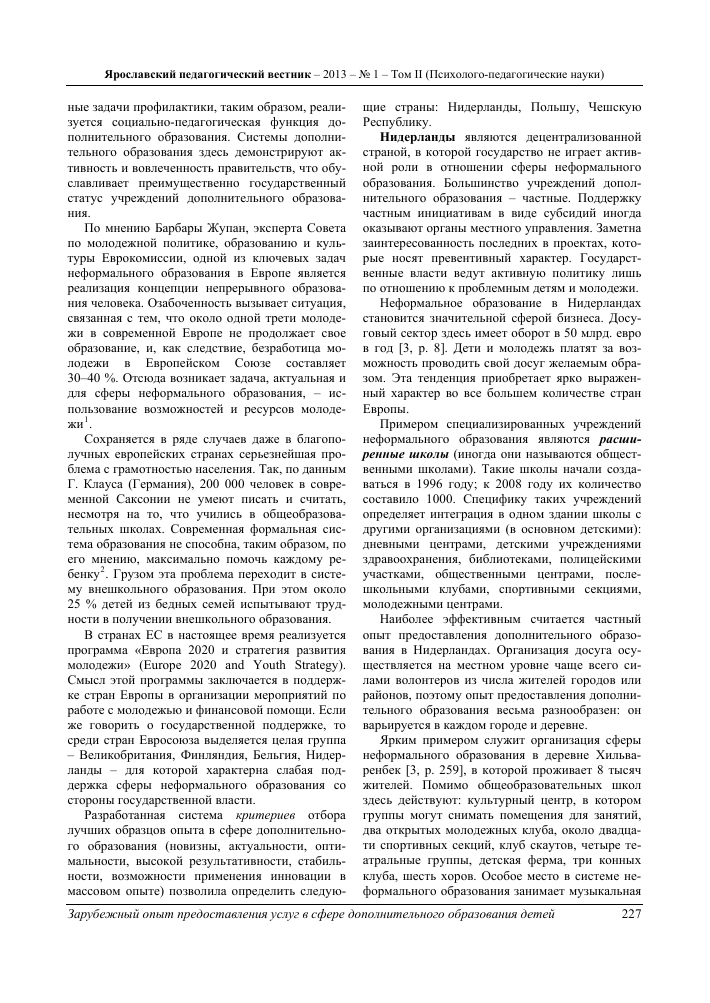 Ярославский педагогический вестник – 2013 – № 1 – Том II (Психолого-педагогические науки)
ные задачи профилактики, таким образом, реали-
зуется социально-педагогическая функция до-
полнительного образования. Системы дополни-
тельного образования здесь демонстрируют ак-
тивность и вовлеченность правительств, что обу-
славливает преимущественно государственный
статус учреждений дополнительного образова-
ния.
По мнению Барбары Жупан, эксперта Совета
по молодежной политике, образованию и куль-
туры Еврокомиссии, одной из ключевых задач
неформального образования в Европе является
реализация концепции непрерывного образова-
ния человека. Озабоченность вызывает ситуация,
связанная с тем, что около одной трети молоде-
жи в современной Европе не продолжает свое
образование, и, как следствие, безработица мо-
лодежи в Европейском Союзе составляет
30–40 %. Отсюда возникает задача, актуальная и
для сферы неформального образования, – ис-
пользование возможностей и ресурсов молоде-
жи1.
Сохраняется в ряде случаев даже в благопо-
лучных европейских странах серьезнейшая про-
блема с грамотностью населения. Так, по данным
Г. Клауса (Германия), 200 000 человек в совре-
менной Саксонии не умеют писать и считать,
несмотря на то, что учились в общеобразова-
тельных школах. Современная формальная сис-
тема образования не способна, таким образом, по
его мнению, максимально помочь каждому ре-
бенку2. Грузом эта проблема переходит в систе-
му внешкольного образования. При этом около
25 % детей из бедных семей испытывают труд-
ности в получении внешкольного образования.
В странах ЕС в настоящее время реализуется
программа «Европа 2020 и стратегия развития
молодежи» (Europe 2020 and Youth Strategy).
Смысл этой программы заключается в поддерж-
ке стран Европы в организации мероприятий по
работе с молодежью и финансовой помощи. Если
же говорить о государственной поддержке, то
среди стран Евросоюза выделяется целая группа
– Великобритания, Финляндия, Бельгия, Нидер-
ланды – для которой характерна слабая под-
держка сферы неформального образования со
стороны государственной власти.
Разработанная система критериев отбора
лучших образцов опыта в сфере дополнительно-
го образования (новизны, актуальности, опти-
мальности, высокой результативности, стабиль-
ности, возможности применения инновации в
массовом опыте) позволила определить следую-
щие страны: Нидерланды, Польшу, Чешскую
Республику.
Нидерланды являются децентрализованной
страной, в которой государство не играет актив-
ной роли в отношении сферы неформального
образования. Большинство учреждений допол-
нительного образования – частные. Поддержку
частным инициативам в виде субсидий иногда
оказывают органы местного управления. Заметна
заинтересованность последних в проектах, кото-
рые носят превентивный характер. Государст-
венные власти ведут активную политику лишь
по отношению к проблемным детям и молодежи.
Неформальное образование в Нидерландах
становится значительной сферой бизнеса. Досу-
говый сектор здесь имеет оборот в 50 млрд. евро
в год [3, p. 8]. Дети и молодежь платят за воз-
можность проводить свой досуг желаемым обра-
зом. Эта тенденция приобретает ярко выражен-
ный характер во все большем количестве стран
Европы.
Примером специализированных учреждений
неформального образования являются расши-
ренные школы (иногда они называются общест-
венными школами). Такие школы начали созда-
ваться в 1996 году; к 2008 году их количество
составило 1000. Специфику таких учреждений
определяет интеграция в одном здании школы с
другими организациями (в основном детскими):
дневными центрами, детскими учреждениями
здравоохранения, библиотеками, полицейскими
участками, общественными центрами, после-
школьными клубами, спортивными секциями,
молодежными центрами.
Наиболее эффективным считается частный
опыт предоставления дополнительного образо-
вания в Нидерландах. Организация досуга осу-
ществляется на местном уровне чаще всего си-
лами волонтеров из числа жителей городов или
районов, поэтому опыт предоставления дополни-
тельного образования весьма разнообразен: он
варьируется в каждом городе и деревне.
Ярким примером служит организация сферы
неформального образования в деревне Хильва-
ренбек [3, p. 259], в которой проживает 8 тысяч
жителей. Помимо общеобразовательных школ
здесь действуют: культурный центр, в котором
группы могут снимать помещения для занятий,
два открытых молодежных клуба, около двадца-
ти спортивных секций, клуб скаутов, четыре те-
атральные группы, детская ферма, три конных
клуба, шесть хоров. Особое место в системе не-
формального образования занимает музыкальная
Зарубежный опыт предоставления услуг в сфере дополнительного образования детей 227